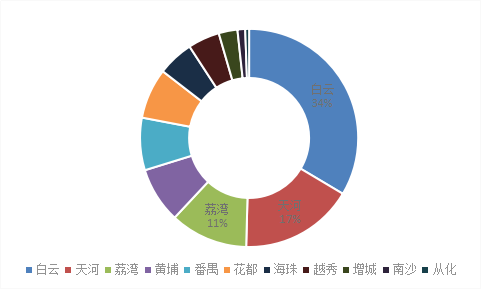 白云
34%
天河
17%
荔湾
11%
白云 天河 荔湾 黄埔 番禺 花都 海珠 越秀 增城 南沙 从化